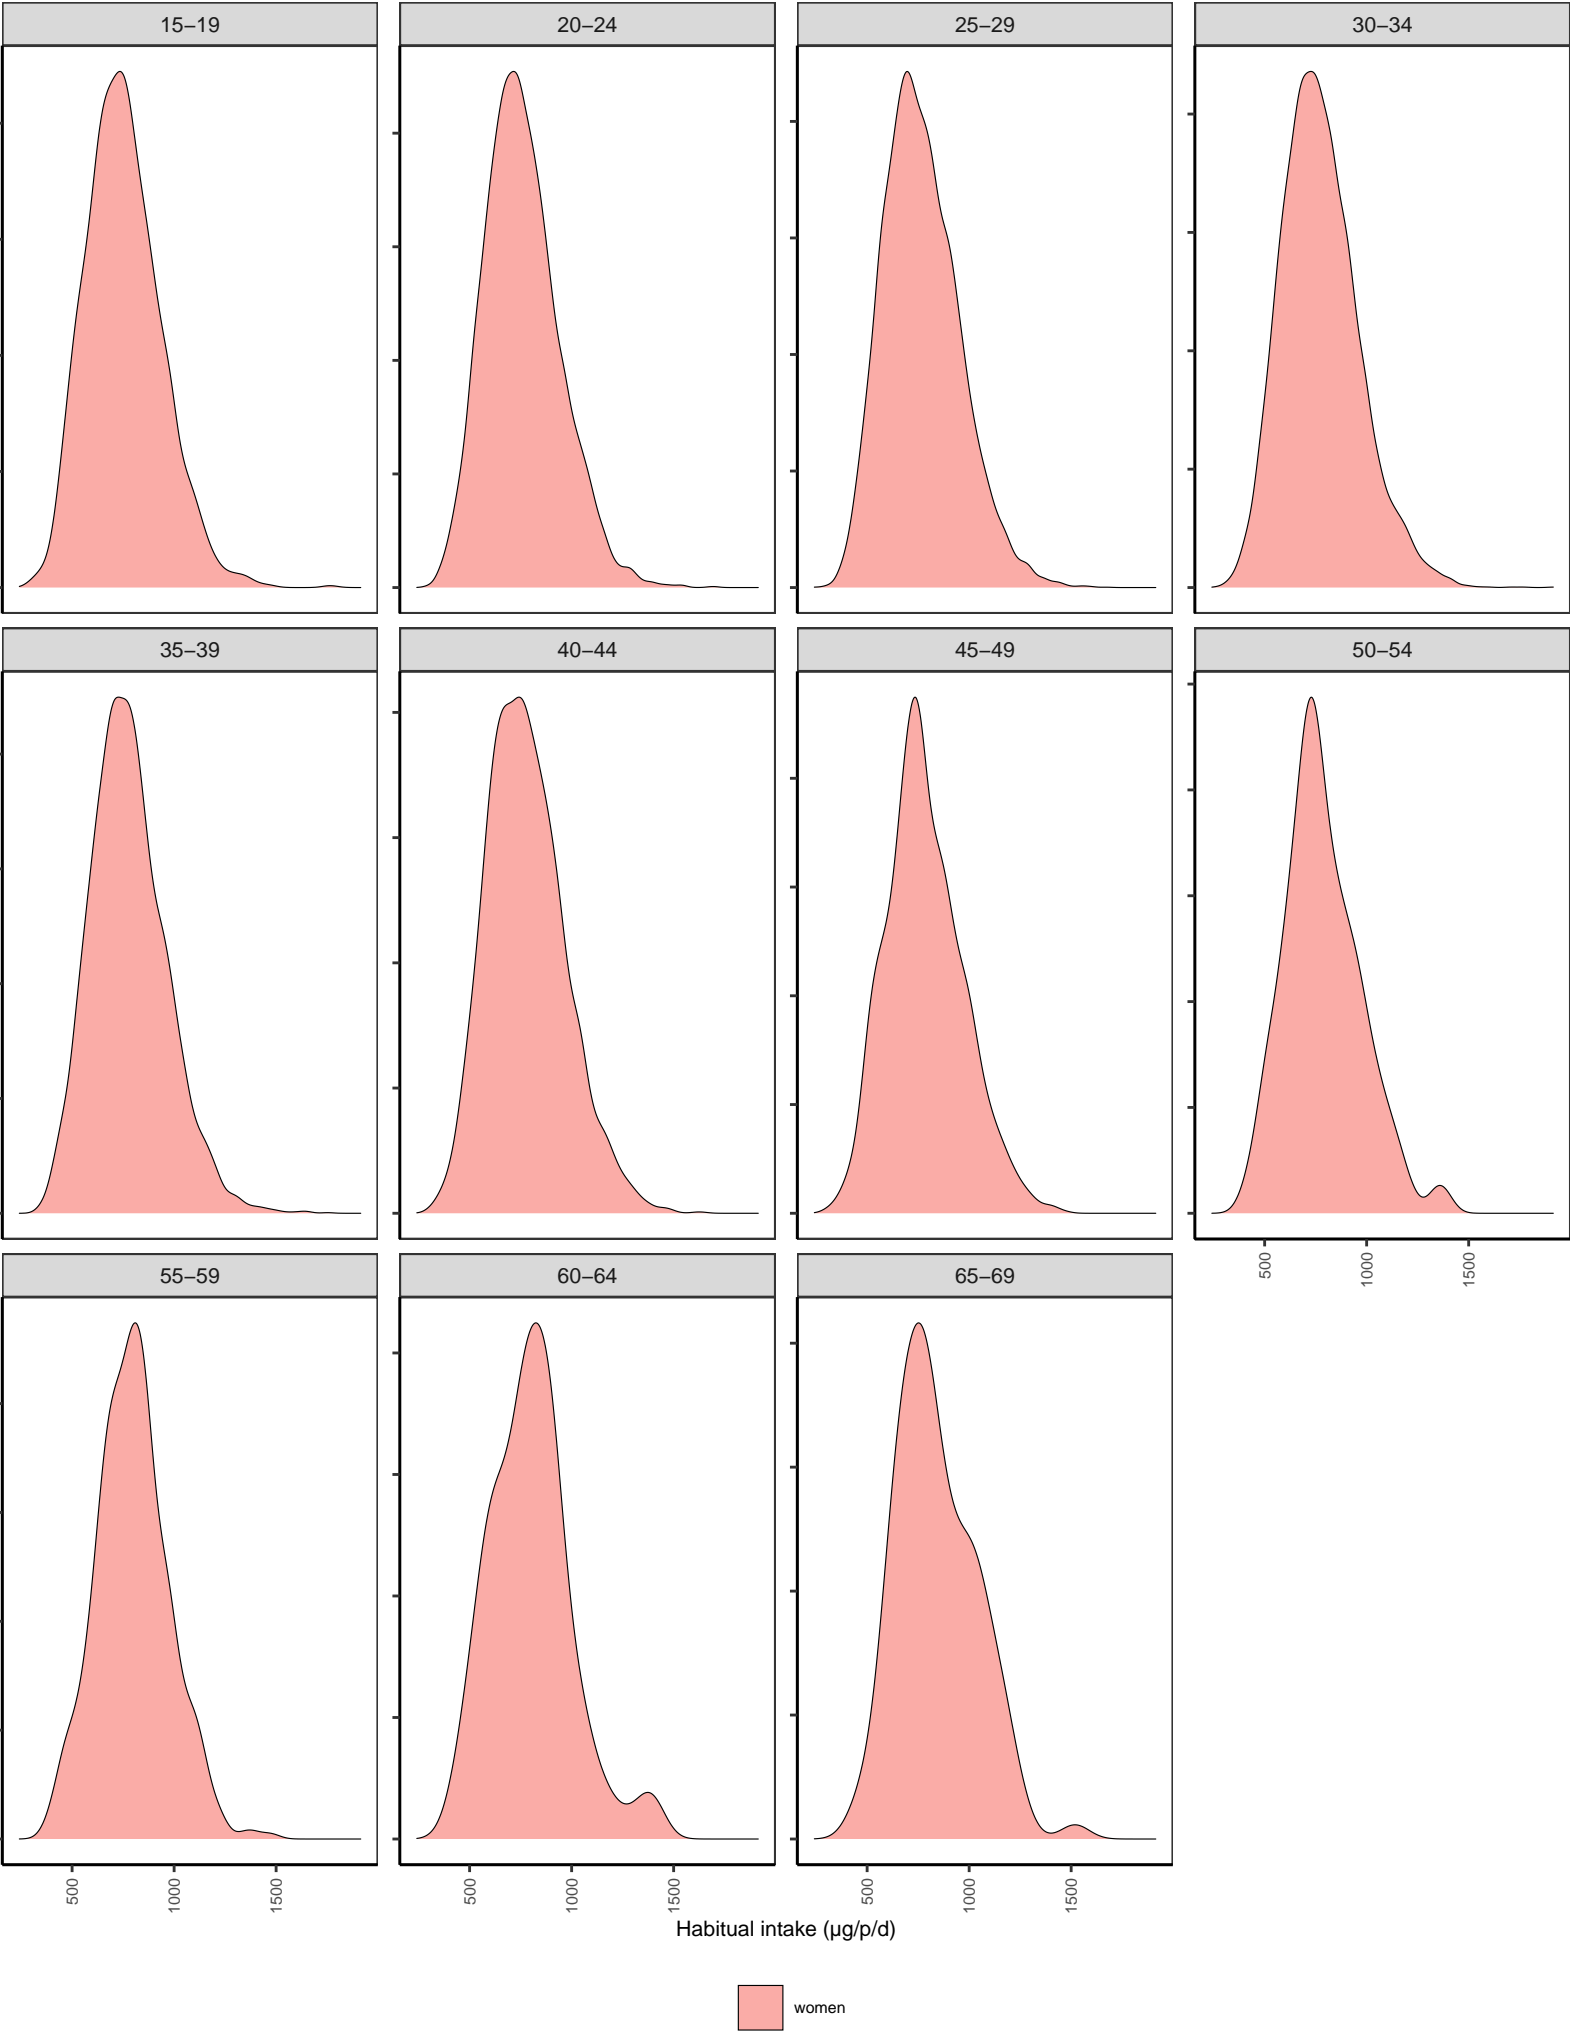 15–19 20–24 25–29 30–34
35–39 40–44 45–49 50–54
500 1000 1500
55–59 60–64 65–69
500 1000 1500 500 1000 1500 500 1000 1500
Habitual intake (µg/p/d)
women